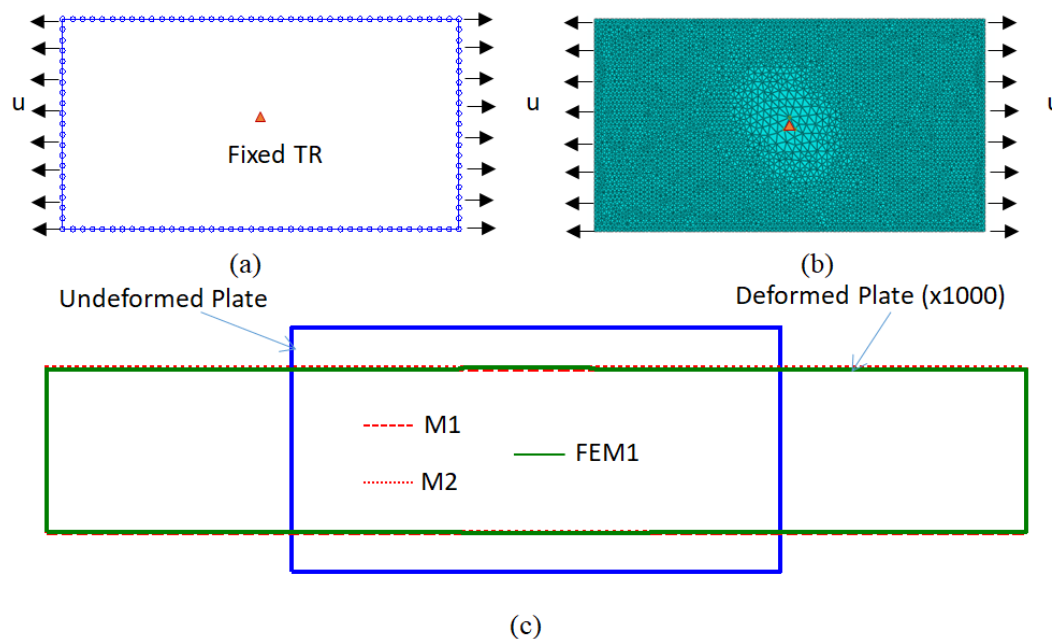 u
Fixed TR
u
u
(a)
(b)
Undeformed Plate
Deformed Plate (x1000)
M1
FEM1
M2
(c)